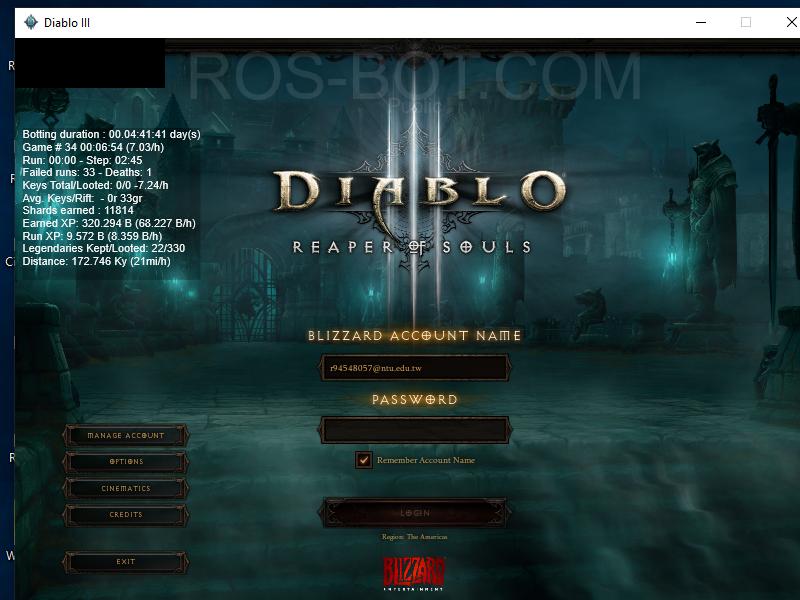 Diablo III
ROS-BOT.COM
Public
Botting duration : 00.04:41:41 day(s)
Game # 34 00:06:54 (7.03/h)
Run: 00:00 - Step: 02:45
Failed runs: 33 - Deaths: 1
Keys Total/Looted: 0/0 -7.24/h
Avg. Keys/Rift: - 0r 33gr
Shards earned : 11814
Earned XP: 320.294 B (68.227 B/h)
Run XP: 9.572 B (8.359 B/h)
Legendaries Kept/Looted: 22/330
Distance: 172.746 Ky (21mi/h)
DIABLO
REAPER OF SOULS
BLIZZARD ACCOUNT NAME
r94548057@ntu.edu.tw
PASSWORD
Remember Account Name
MANAGE ACCOUNT
OPTIONS
CINEMATICS
CREDITS
EXIT
LOGIN
Region: The Americas
BLIZZARD
ENTERTAINMENT